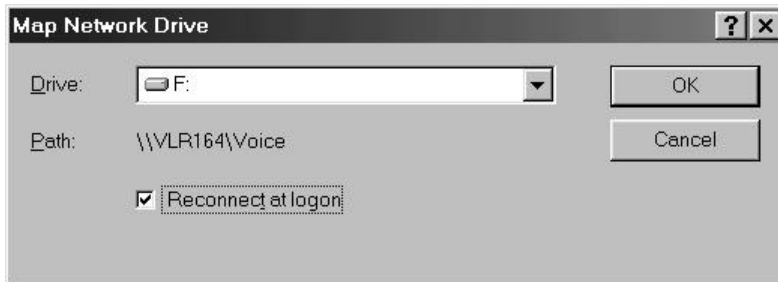 Map Network Drive ? ×
Drive: F: OK
Path: \\VLR164\Voice Cancel
Reconnect at logon